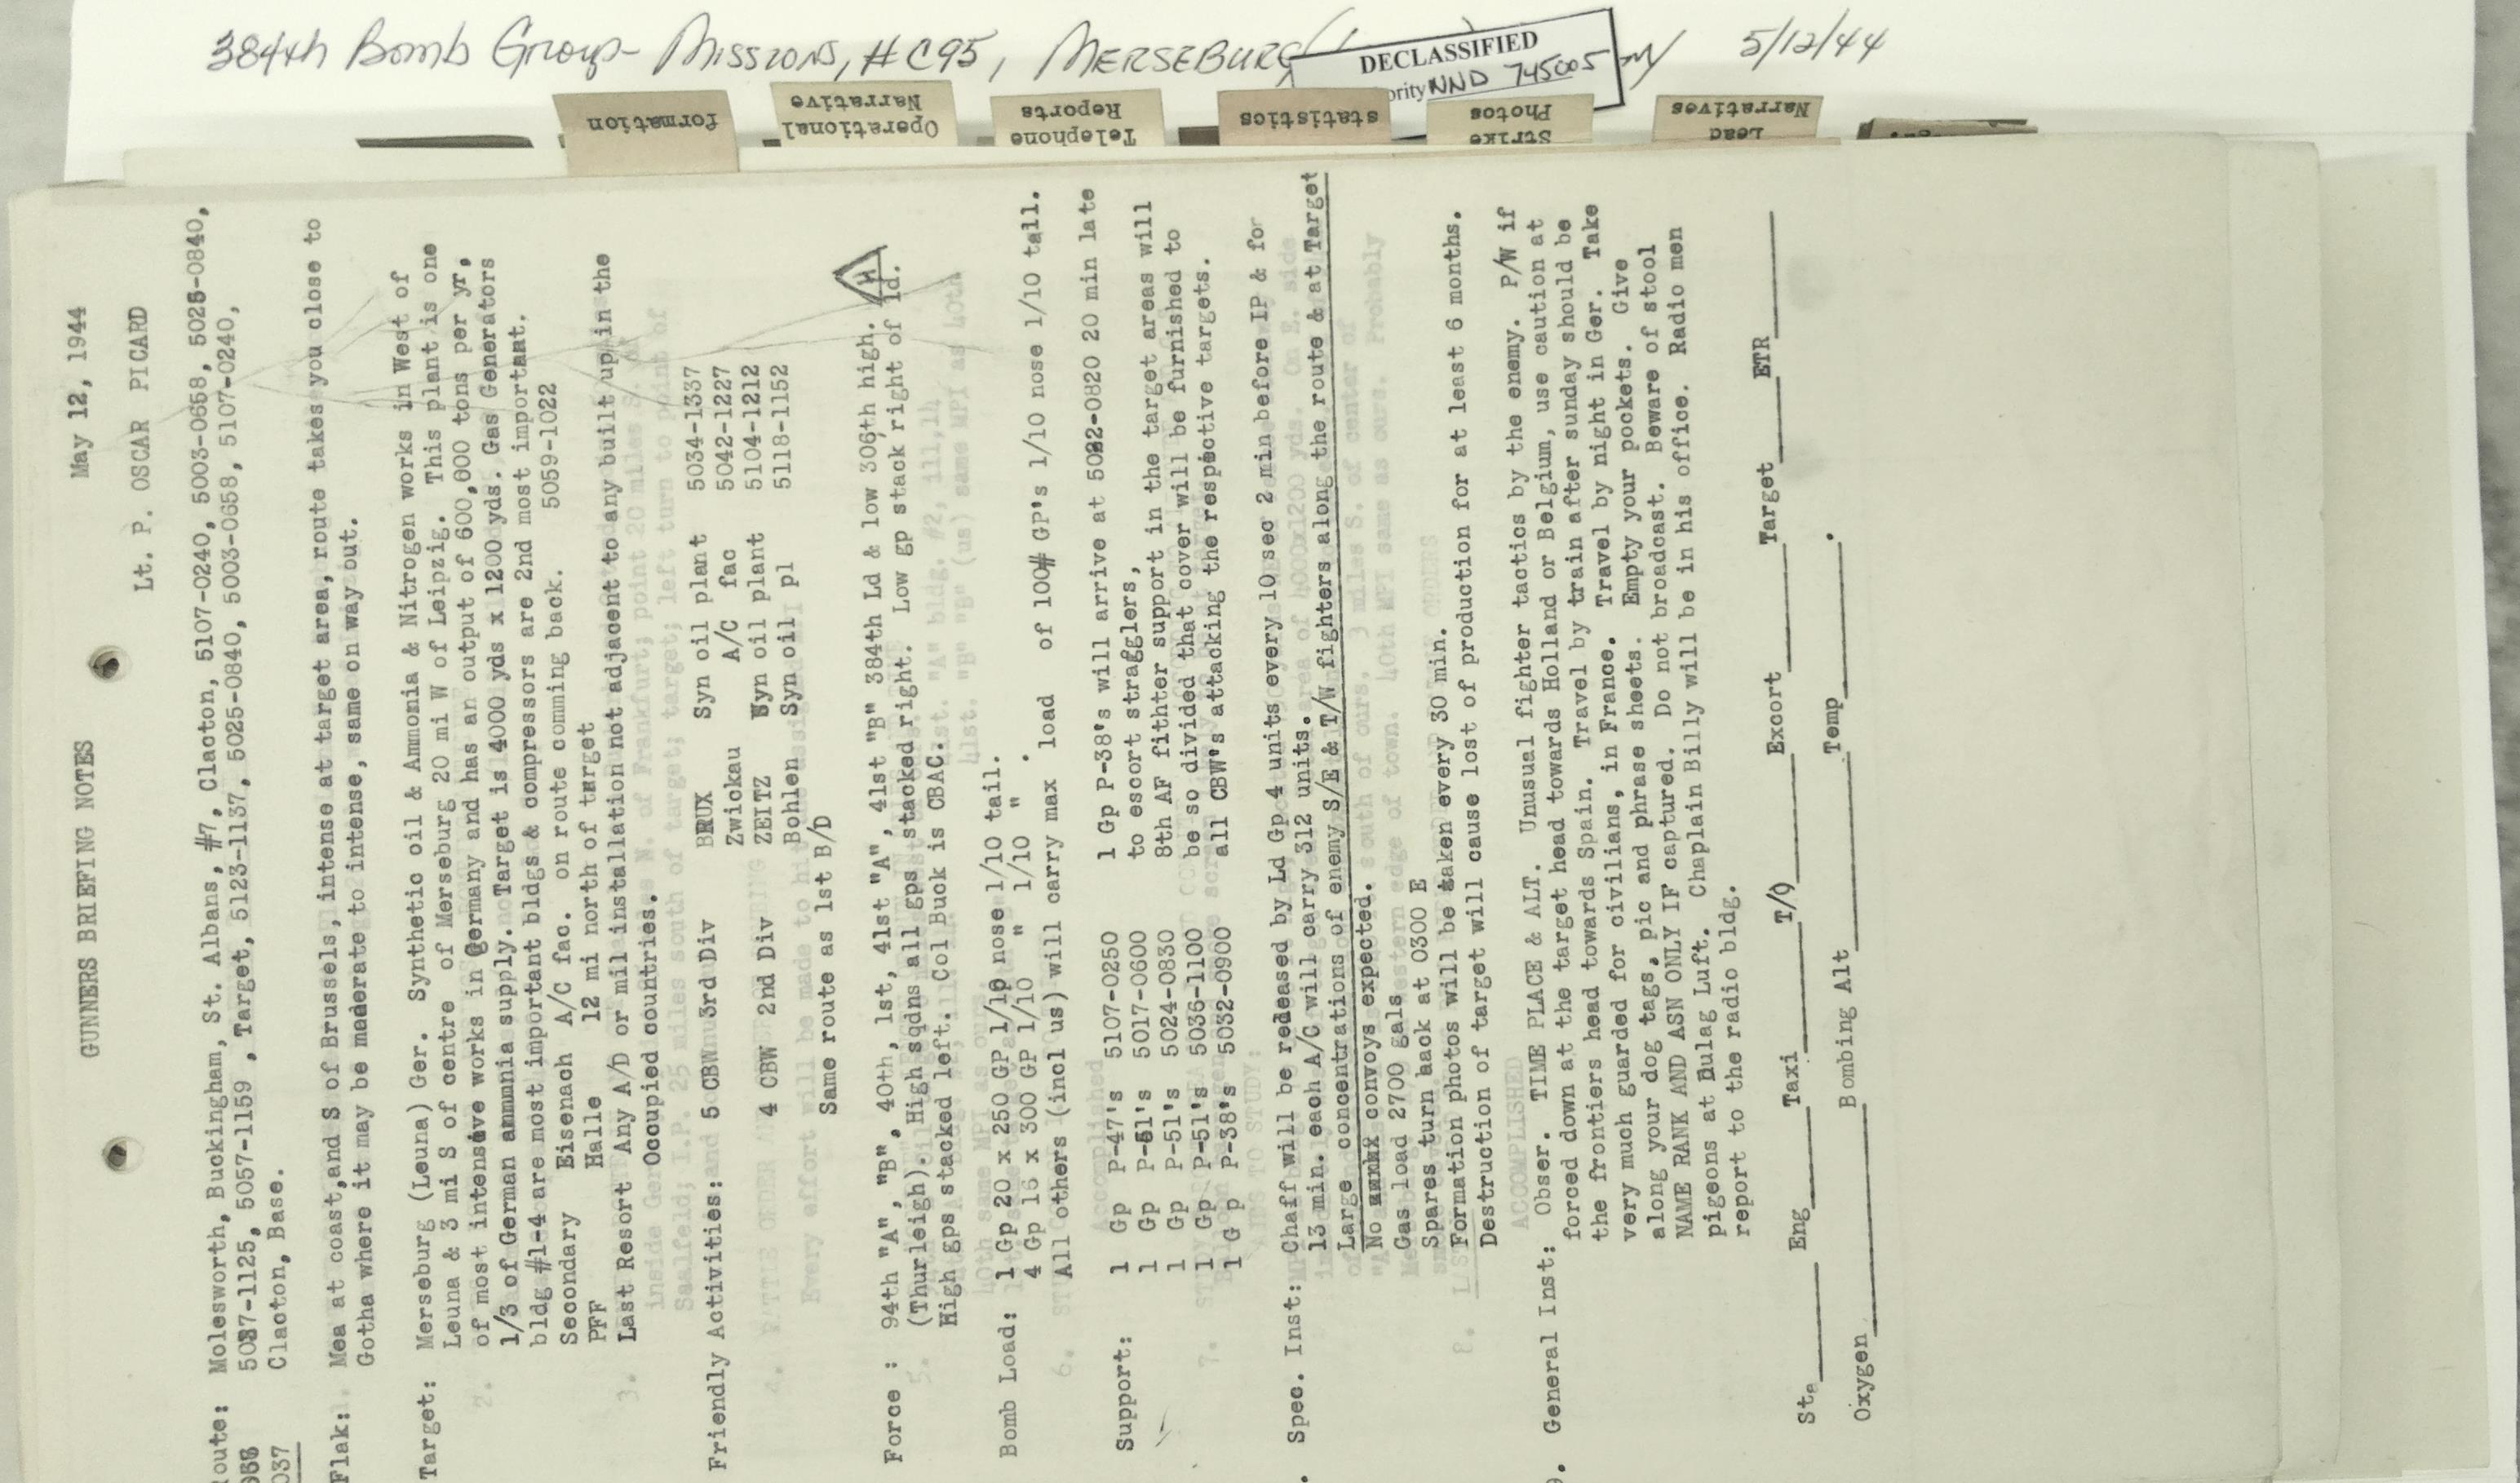 384th Bomb Group - Missions, #C95, MERSEBURG 5/12/44
DECLASSIFIED
ority NND 745005
formation
Operational
Narrative
Telephone
Reports
statistics
Strike
Photos
Lead
Narratives
GUNNERS BRIEFING NOTES May 12, 1944
Lt. P. OSCAR PICARD
oute: Molesworth, Buckingham, St. Albans, #7, Clacton, 5107-0240, 5003-0658, 5025-0840,
5037-1125, 5057-1159 , Target, 5123-1137, 5025-0840, 5003-0658, 5107-0240,
037 Clacton, Base.
Flak: Mea at coast,and S of Brussels, intense at target area, route takes you close to
Gotha where it may be maderate to intense, same on way out.
Target: Mersburg (Leuna) Ger. Synthetic oil & Ammonia & Nitrogen works in West of
Leuna & 3 mi S of centre of Merseburg 20 mi W of Leipzig. This plant is one
of most intensive works in Germany and has an output of 600,000 tons per yr,
1/3 of German ammnia supply. Target is 4000 yds x 1200 yds. Gas Generators
bldg #1-4 are most important bldgs & compressors are 2nd most importaat.
Secondary Eisenach A/C fac. on route comming back. 5059-1022
PFF Halle 12 mi north of target
Last Resort Any A/D or mil installation not adjacent to any built up in the
Occupied countries.
Friendly Activities: 5 CBW 3rd Div BRUX Syn oil plant 5034-1337
Zwickau A/C fac 5042-1227
4 CBW 2nd Div ZEITZ Syn oil plant 5104-1212
Bohlen Syn oil pl 5118-1152
Same route as 1st B/D
H
Force : 94th "A", "B", 40th, 1st, 41st "A", 41st "B" 384th Ld & low 306th high.
(Thurleigh). High sqdns all gps stacked right. Low gp stack right of ld.
High gps stacked left. Col Buck is CBAC.
Bomb Load: 1 Gp 20 x 250 GP 1/10 nose 1/10 tail.
4 Gp 16 x 300 GP 1/10 " 1/10 " .
All others (incl us) will carry max load of 100# GP's 1/10 nose 1/10 tail.
Support: 1 Gp P-47's 5107-0250 1 Gp P-38's will arrive at 5022-0820 20 min late
1 Gp P-51's 5017-0600 to escort stragglers,
1 Gp P-51's 5024-0830 8th AF fithter support in the target areas will
1 Gp P-51's 5036-1100 be so divided that cover will be furnished to
1 G p P-38's 5032-0900 all CBW's attacking the respective targets.
. Spec. Inst: Chaff will be released by Ld Gp 4 units every 10 sec 2 min before IP & for
13 min. each A/C will carry 312 units.
Large concentrations of enemy S/E & T/W fighters along the route & at Target
No convoys expected.
Gas load 2700 gals
Spares turn aack at 0300 E
Formation photos will be taken every 30 min.
Destruction of target will cause lost of production for at least 6 months.
. General Inst: Obser. TIME PLACE & ALT. Unusual fighter tactics by the enemy. P/W if
forced down at the target head towards Holland or Belgium, use caution at
the frontiers head towards Spain. Travel by train after sunday should be
very much guarded for civilians, in France. Travel by night in Ger. Take
along your dog tags, pic and phrase sheets. Empty your pockets. Give
NAME RANK AND ASN ONLY IF captured. Do not broadcast. Beware of stool
pigeons at Dulag Luft. Chaplain Billy will be in his office. Radio men
report to the radio bldg.
Sta Eng Taxi T/O Excort Target ETR
Oxygen Bombing Alt Temp .